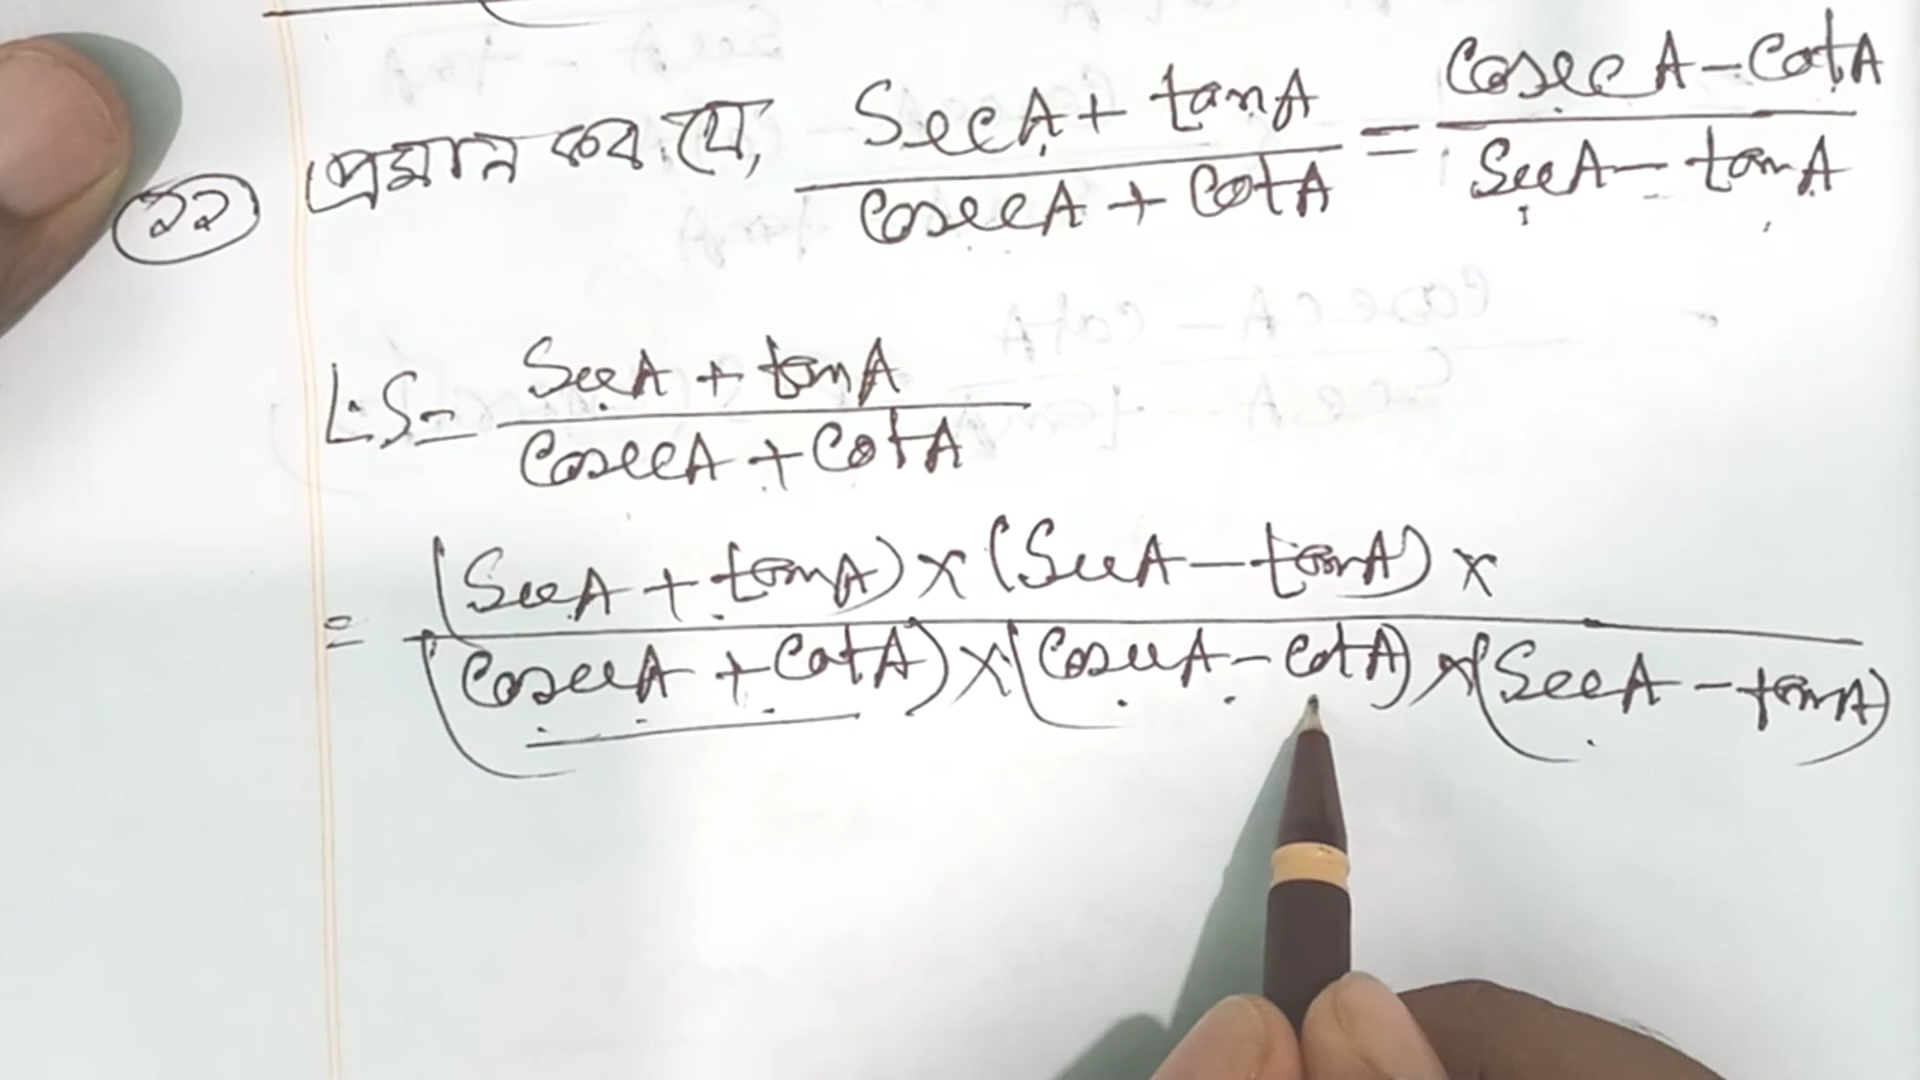 ২২ প্রমান কর যে, SecA + tanA / CosecA + CotA = CosecA - CotA / SecA - tanA
L.S = SecA + tanA / CosecA + CotA
= (SecA + tanA) × (SecA - tanA) × / (CosecA + CotA) × (CosecA - CotA) × (SecA - tanA)